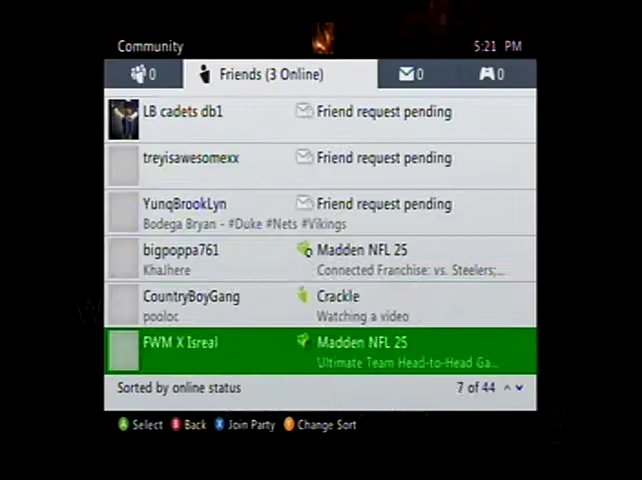 Community 5:21 PM
0 Friends (3 Online) 0 0
LB cadets db1 Friend request pending
treyisawesomexx Friend request pending
YunqBrookLyn Friend request pending
Bodega Bryan - #Duke #Nets #Vikings
bigpoppa761 Madden NFL 25
KhaJhere Connected Franchise: vs. Steelers;...
CountryBoyGang Crackle
pooloc Watching a video
FWM X Isreal Madden NFL 25
Ultimate Team Head-to-Head Ga...
Sorted by online status 7 of 44
A Select B Back X Join Party Y Change Sort